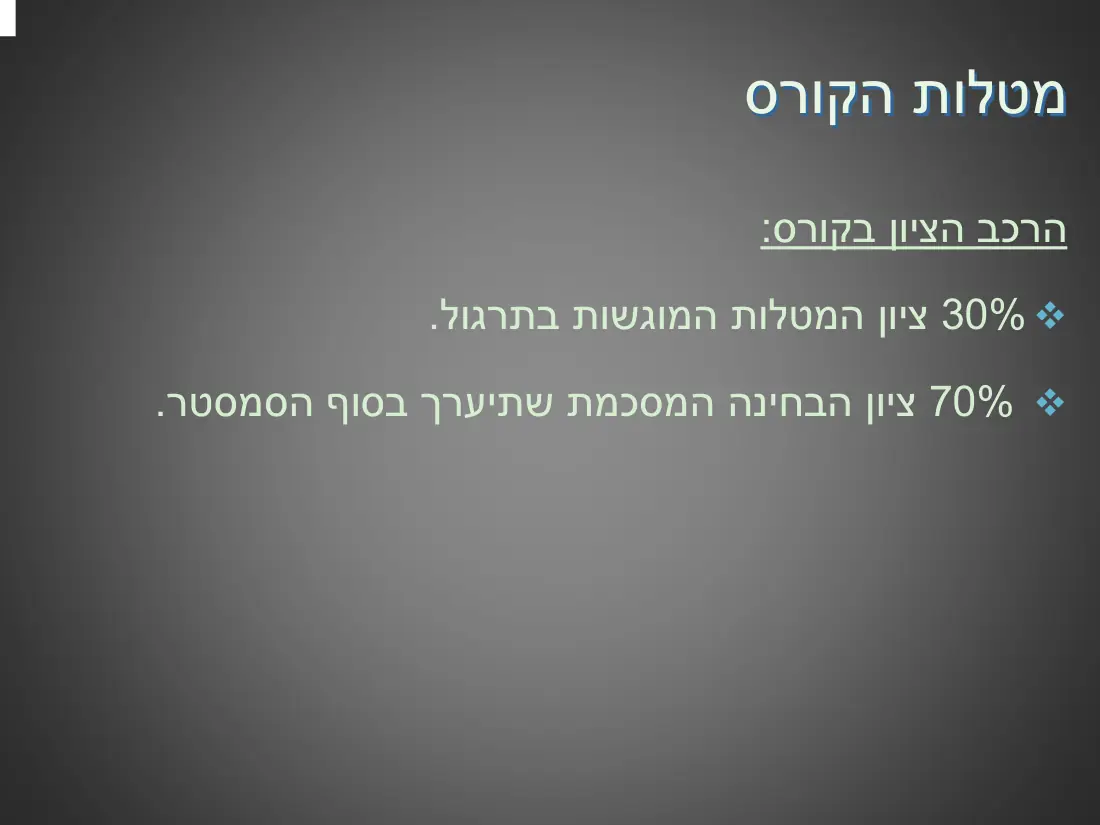 מטלות הקורס
הרכב הציון בקורס:
❖ 30% ציון המטלות המוגשות בתרגול.
❖ 70% ציון הבחינה המסכמת שתיערך בסוף הסמסטר.